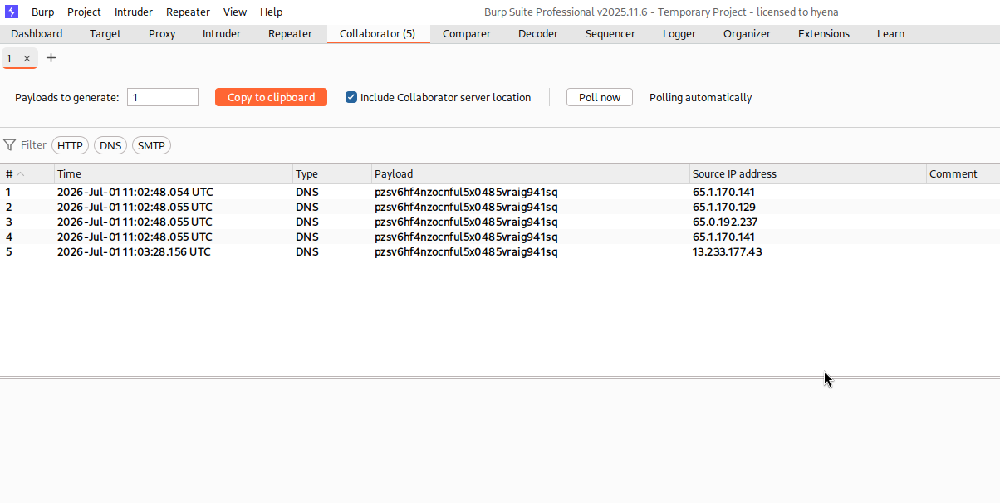 Burp Project Intruder Repeater View Help Burp Suite Professional v2025.11.6 - Temporary Project - licensed to hyena
Dashboard Target Proxy Intruder Repeater Collaborator (5) Comparer Decoder Sequencer Logger Organizer Extensions Learn
1 × +
Payloads to generate: 1 Copy to clipboard Include Collaborator server location Poll now Polling automatically
Filter HTTP DNS SMTP
# Time Type Payload Source IP address Comment
1 2026-Jul-01 11:02:48.054 UTC DNS pzsv6hf4nzocnful5x0485vraig941sq 65.1.170.141
2 2026-Jul-01 11:02:48.055 UTC DNS pzsv6hf4nzocnful5x0485vraig941sq 65.1.170.129
3 2026-Jul-01 11:02:48.055 UTC DNS pzsv6hf4nzocnful5x0485vraig941sq 65.0.192.237
4 2026-Jul-01 11:02:48.055 UTC DNS pzsv6hf4nzocnful5x0485vraig941sq 65.1.170.141
5 2026-Jul-01 11:03:28.156 UTC DNS pzsv6hf4nzocnful5x0485vraig941sq 13.233.177.43